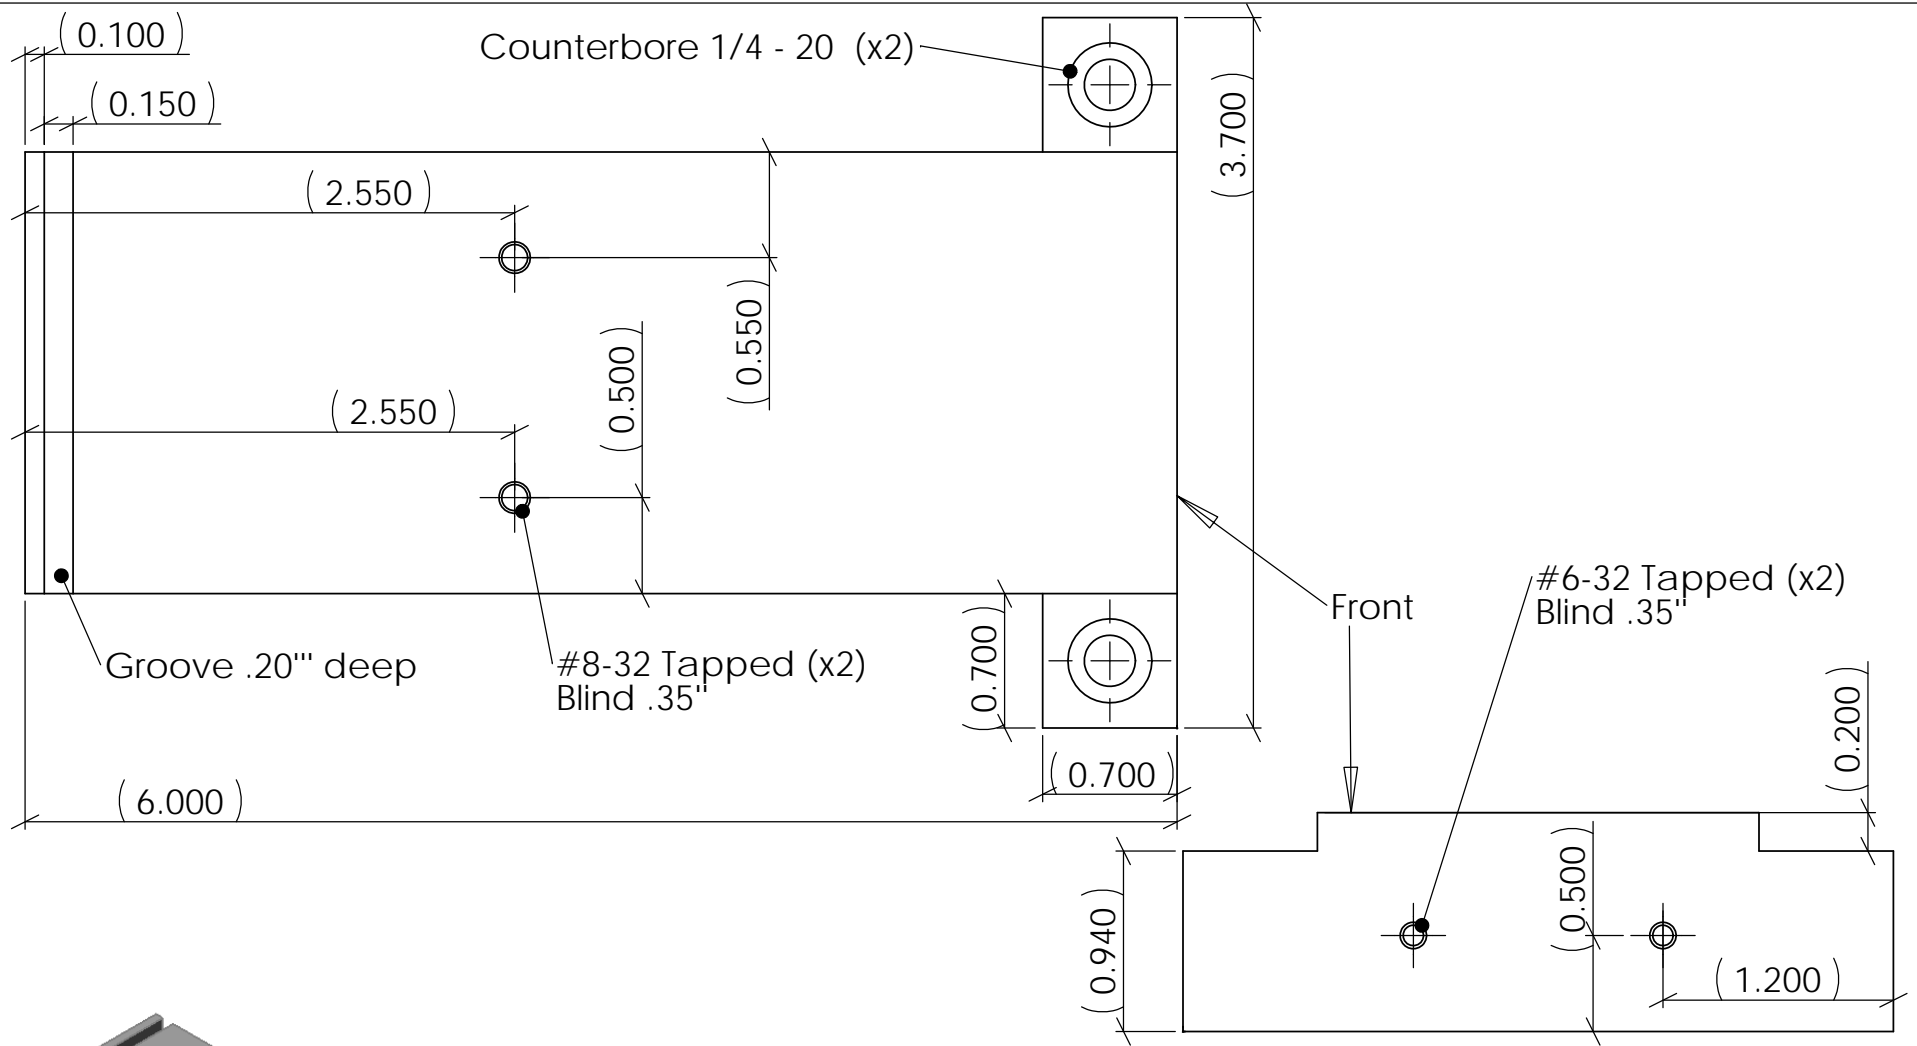 ( 0.100 )
Counterbore 1/4 - 20 (x2)
( 0.150 )
( 3.700 )
( 2.550 )
( 0.550 )
( 0.500 )
( 2.550 )
#6-32 Tapped (x2)
Blind .35"
Front
Groove .20''' deep
#8-32 Tapped (x2)
Blind .35"
( 0.700 )
( 0.200 )
( 0.700 )
( 6.000 )
( 0.500 )
( 0.940 )
( 1.200 )